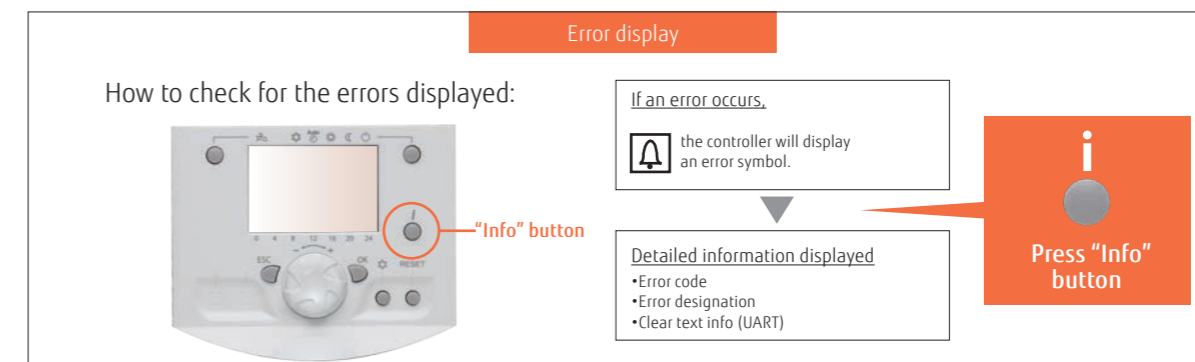 Error display
How to check for the errors displayed:
Auto
i
0 4 8 12 16 20 24
- +
ESC
OK
RESET
"Info" button
If an error occurs,
the controller will display
an error symbol.
Detailed information displayed
•Error code
•Error designation
•Clear text info (UART)
i
Press "Info"
button